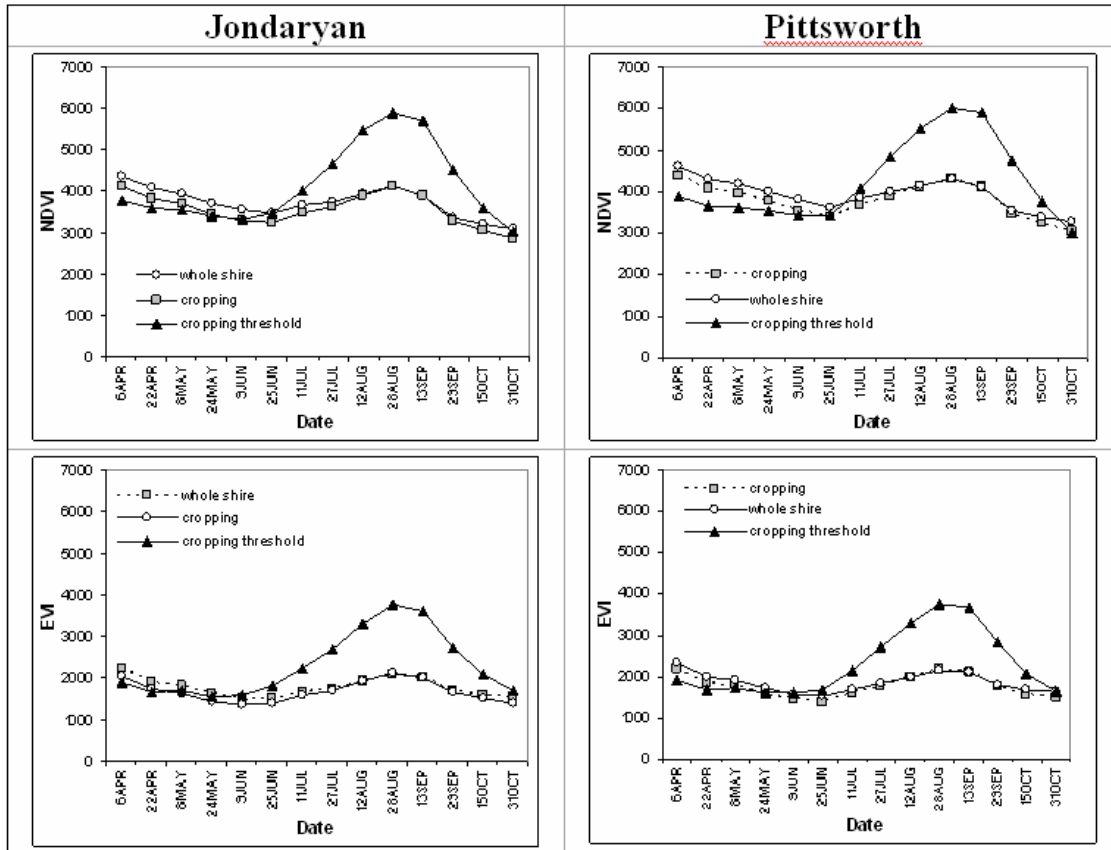 Jondaryan
Pittsworth
7000
6000
5000
4000
3000
2000
1000
0
NDVI
whole shire
cropping
cropping threshold
6APR
22APR
8MAY
24MAY
9JUN
25JUN
11JUL
27JUL
12AUG
28AUG
13SEP
29SEP
15OCT
31OCT
Date
7000
6000
5000
4000
3000
2000
1000
0
NDVI
cropping
whole shire
cropping threshold
6APR
22APR
8MAY
24MAY
9JUN
25JUN
11JUL
27JUL
12AUG
28AUG
13SEP
29SEP
15OCT
31OCT
Date
7000
6000
5000
4000
3000
2000
1000
0
EVI
whole shire
cropping
cropping threshold
6APR
22APR
8MAY
24MAY
9JUN
25JUN
11JUL
27JUL
12AUG
28AUG
13SEP
29SEP
15OCT
31OCT
Date
7000
6000
5000
4000
3000
2000
1000
0
EVI
cropping
whole shire
cropping threshold
6APR
22APR
8MAY
24MAY
9JUN
25JUN
11JUL
27JUL
12AUG
28AUG
13SEP
29SEP
15OCT
31OCT
Date